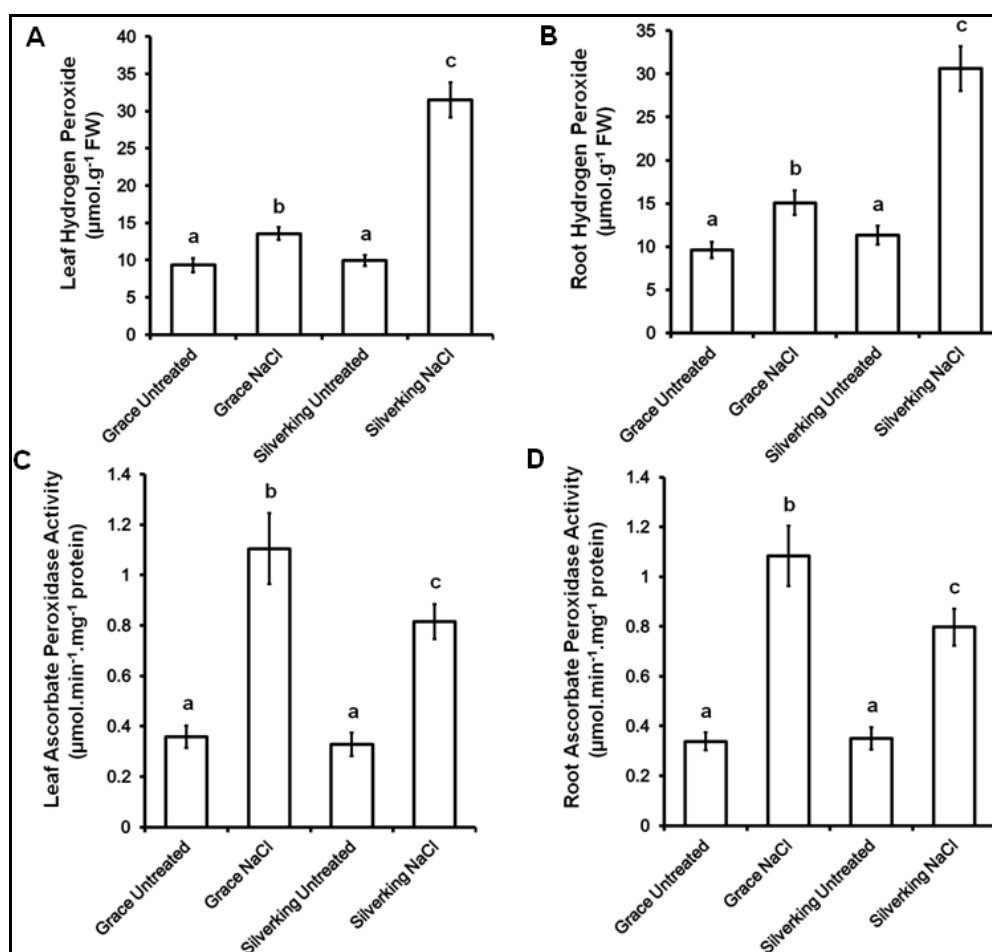 A
Leaf Hydrogen Peroxide
(µmol.g⁻¹ FW)
40
35
30
25
20
15
10
5
0
a
b
a
c
Grace Untreated
Grace NaCl
Silverking Untreated
Silverking NaCl
B
Root Hydrogen Peroxide
(µmol.g⁻¹ FW)
35
30
25
20
15
10
5
0
a
b
a
c
Grace Untreated
Grace NaCl
Silverking Untreated
Silverking NaCl
C
Leaf Ascorbate Peroxidase Activity
(µmol.min⁻¹.mg⁻¹ protein)
1.4
1.2
1
0.8
0.6
0.4
0.2
0
a
b
a
c
Grace Untreated
Grace NaCl
Silverking Untreated
Silverking NaCl
D
Root Ascorbate Peroxidase Activity
(µmol.min⁻¹.mg⁻¹ protein)
1.4
1.2
1
0.8
0.6
0.4
0.2
0
a
b
a
c
Grace Untreated
Grace NaCl
Silverking Untreated
Silverking NaCl